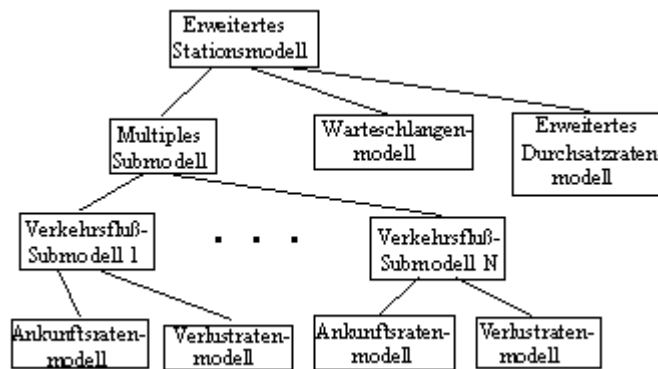 Erweitertes
Stationsmodell
Multiples
Submodell
Warteschlangen-
modell
Erweitertes
Durchsatzraten
modell
Verkehrsfluß-
Submodell 1
. . .
Verkehrsfluß-
Submodell N
Ankunftsraten-
modell
Verlustraten-
modell
Ankunftsraten-
modell
Verlustraten-
modell